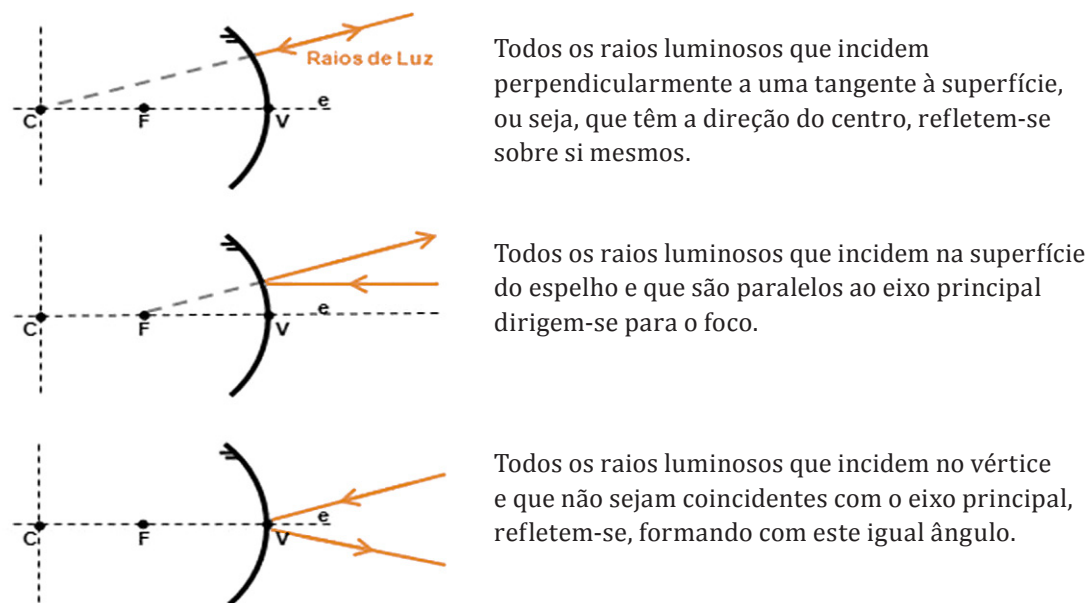 Raios de Luz
C F V e
Todos os raios luminosos que incidem
perpendicularmente a uma tangente à superfície,
ou seja, que têm a direção do centro, refletem-se
sobre si mesmos.
C F V e
Todos os raios luminosos que incidem na superfície
do espelho e que são paralelos ao eixo principal
dirigem-se para o foco.
C F V e
Todos os raios luminosos que incidem no vértice
e que não sejam coincidentes com o eixo principal,
refletem-se, formando com este igual ângulo.